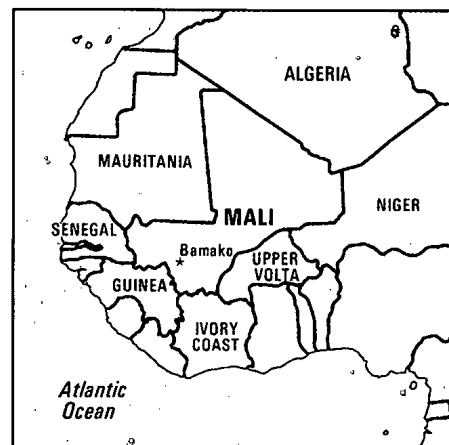 ALGERIA
MAURITANIA
MALI
NIGER
SENEGAL
Bamako
UPPER
VOLTA
GUINEA
IVORY
COAST
Atlantic
Ocean